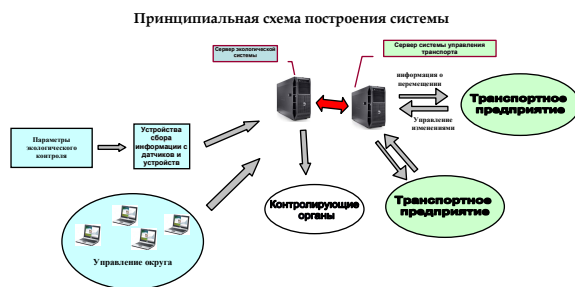 Принципиальная схема построения системы
Сервер экологической
системы
Сервер системы управления
транспорта
информация о
перемещении
Транспортное
предприятие
Управление
изменениями
Параметры
экологического
контроля
Устройства
сбора
информации с
датчиков и
устройств
Контролирующие
органы
Транспортное
предприятие
Управление округа